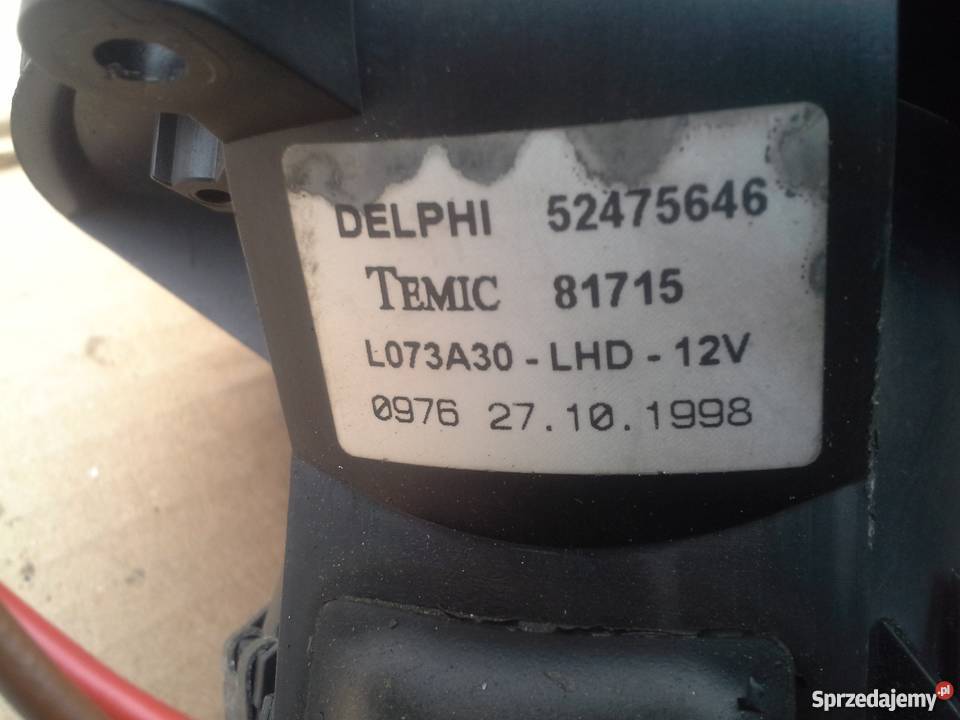 DELPHI 52475646
TEMIC 81715
L073A30 - LHD - 12V
0976 27.10.1998
Sprzedajemy.pl